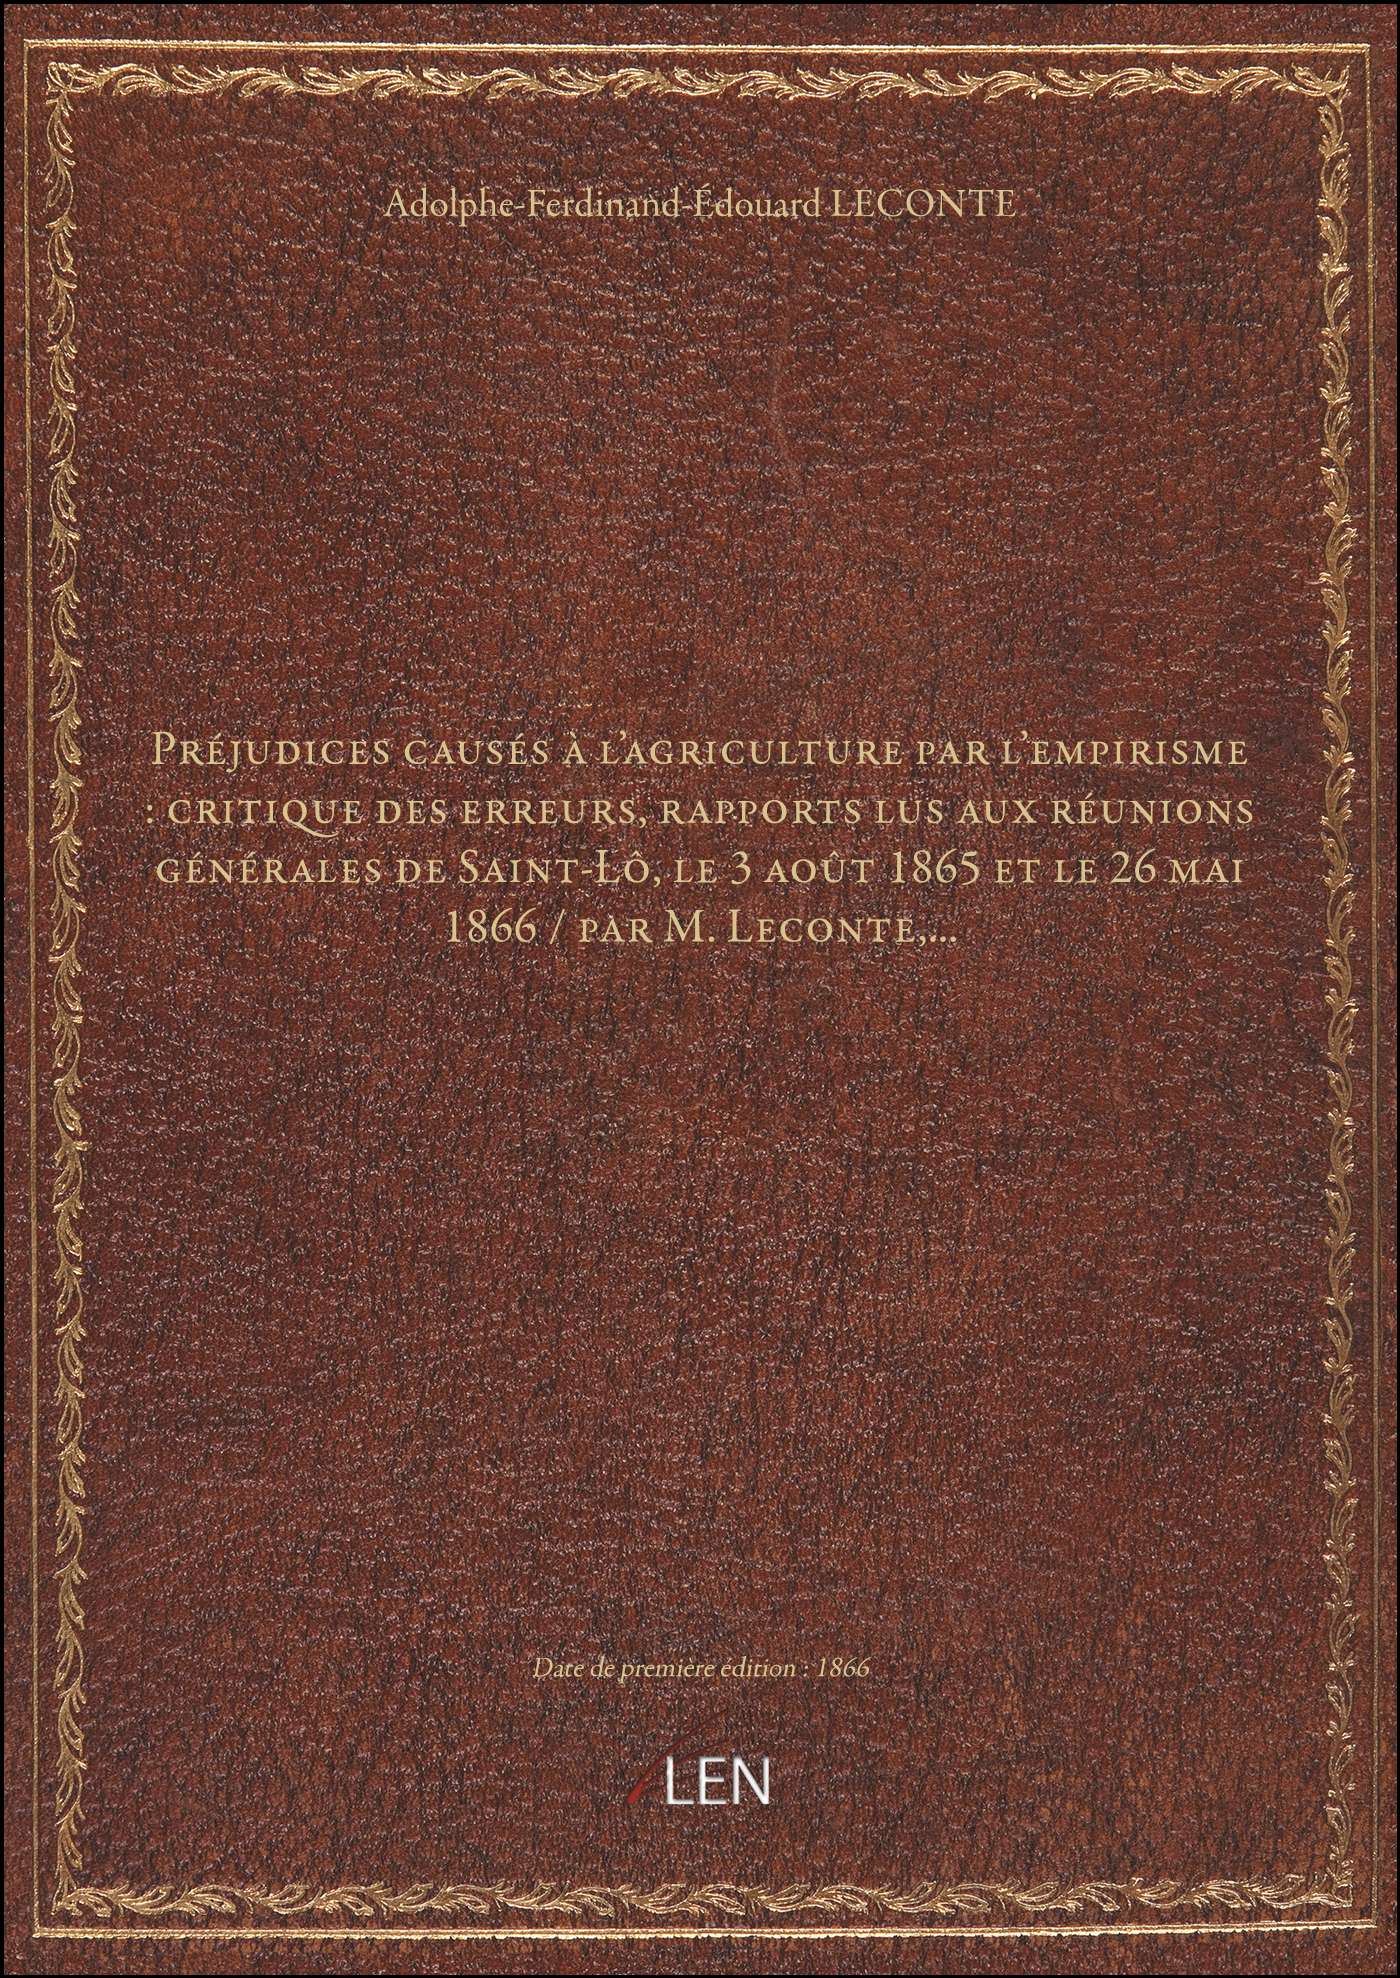 Adolphe-Ferdinand-Édouard LECONTE
Préjudices causés à l'agriculture par l'empirisme
: critique des erreurs, rapports lus aux réunions
générales de Saint-Lô, le 3 août 1865 et le 26 mai
1866 / par M. Leconte,...
Date de première édition : 1866
LEN